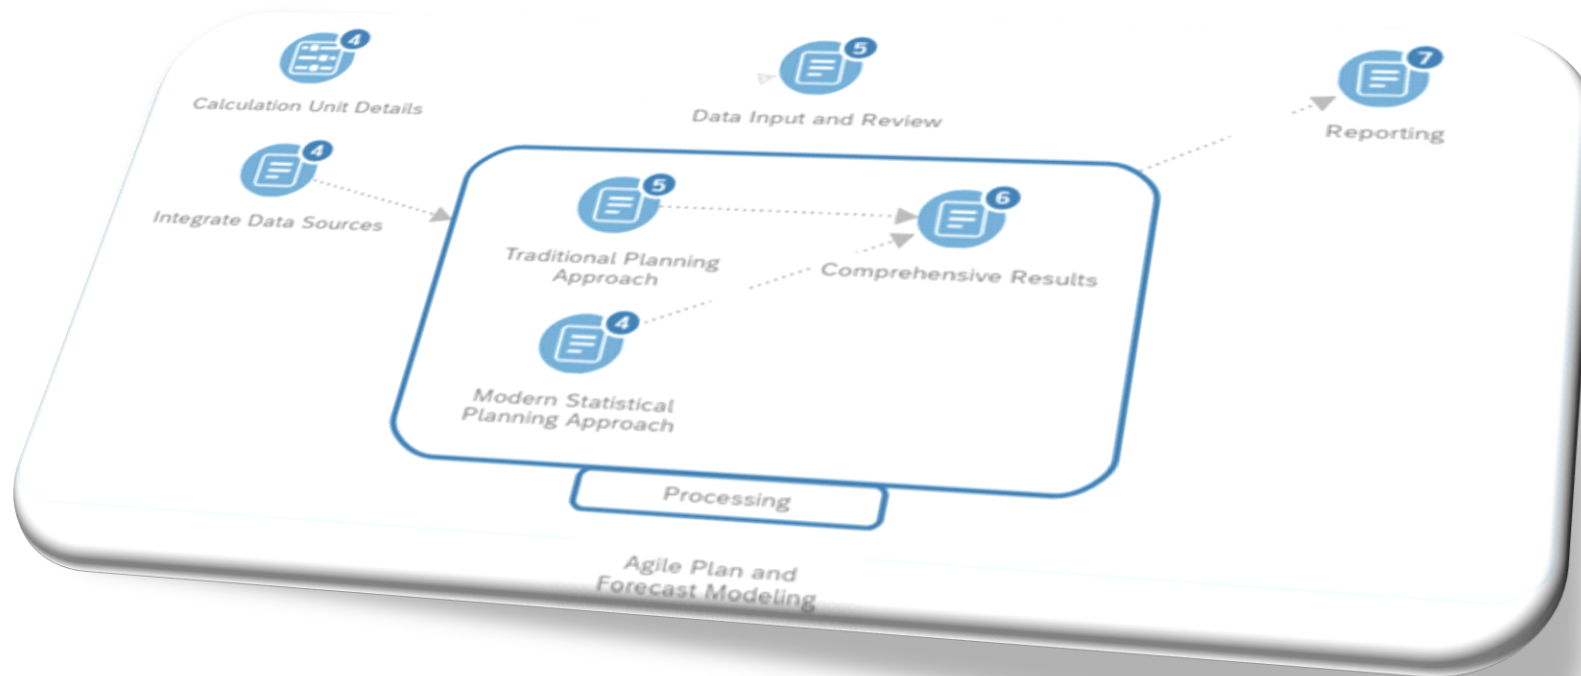 4
Calculation Unit Details
5
Data Input and Review
7
Reporting
4
Integrate Data Sources
5
Traditional Planning
Approach
6
Comprehensive Results
4
Modern Statistical
Planning Approach
Processing
Agile Plan and
Forecast Modeling